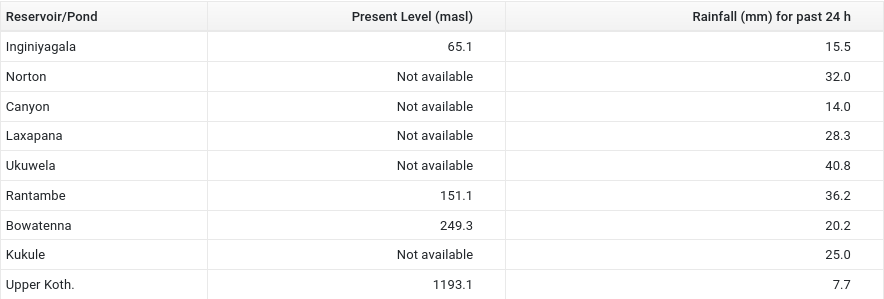 Reservoir/Pond Present Level (masl) Rainfall (mm) for past 24 h
Inginiyagala 65.1 15.5
Norton Not available 32.0
Canyon Not available 14.0
Laxapana Not available 28.3
Ukuwela Not available 40.8
Rantambe 151.1 36.2
Bowatenna 249.3 20.2
Kukule Not available 25.0
Upper Koth. 1193.1 7.7